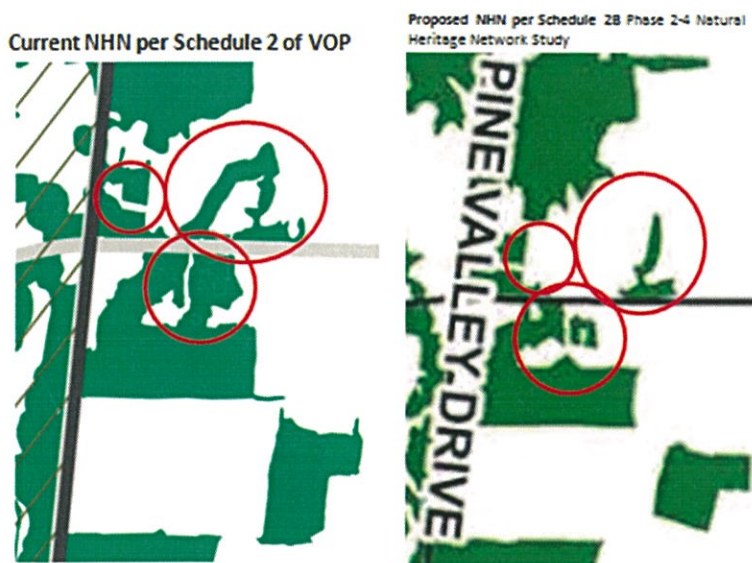 Current NHN per Schedule 2 of VOP
Proposed NHN per Schedule 2B Phase 2-4 Natural
Heritage Network Study
PINE VALLEY DRIVE